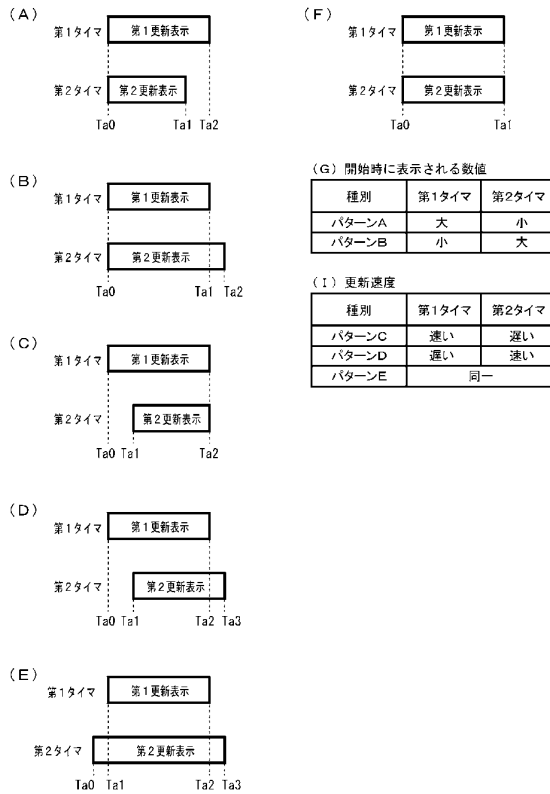 (A)
第1タイマ 第1更新表示
第2タイマ 第2更新表示
Ta0 Ta1 Ta2
(B)
第1タイマ 第1更新表示
第2タイマ 第2更新表示
Ta0 Ta1 Ta2
(C)
第1タイマ 第1更新表示
第2タイマ 第2更新表示
Ta0 Ta1 Ta2
(D)
第1タイマ 第1更新表示
第2タイマ 第2更新表示
Ta0 Ta1 Ta2 Ta3
(E)
第1タイマ 第1更新表示
第2タイマ 第2更新表示
Ta0 Ta1 Ta2 Ta3
(F)
第1タイマ 第1更新表示
第2タイマ 第2更新表示
Ta0 Ta1
(G) 開始時に表示される数値
種別 第1タイマ 第2タイマ
パターンA 大 小
パターンB 小 大
(I) 更新速度
種別 第1タイマ 第2タイマ
パターンC 速い 遅い
パターンD 遅い 速い
パターンE 同一